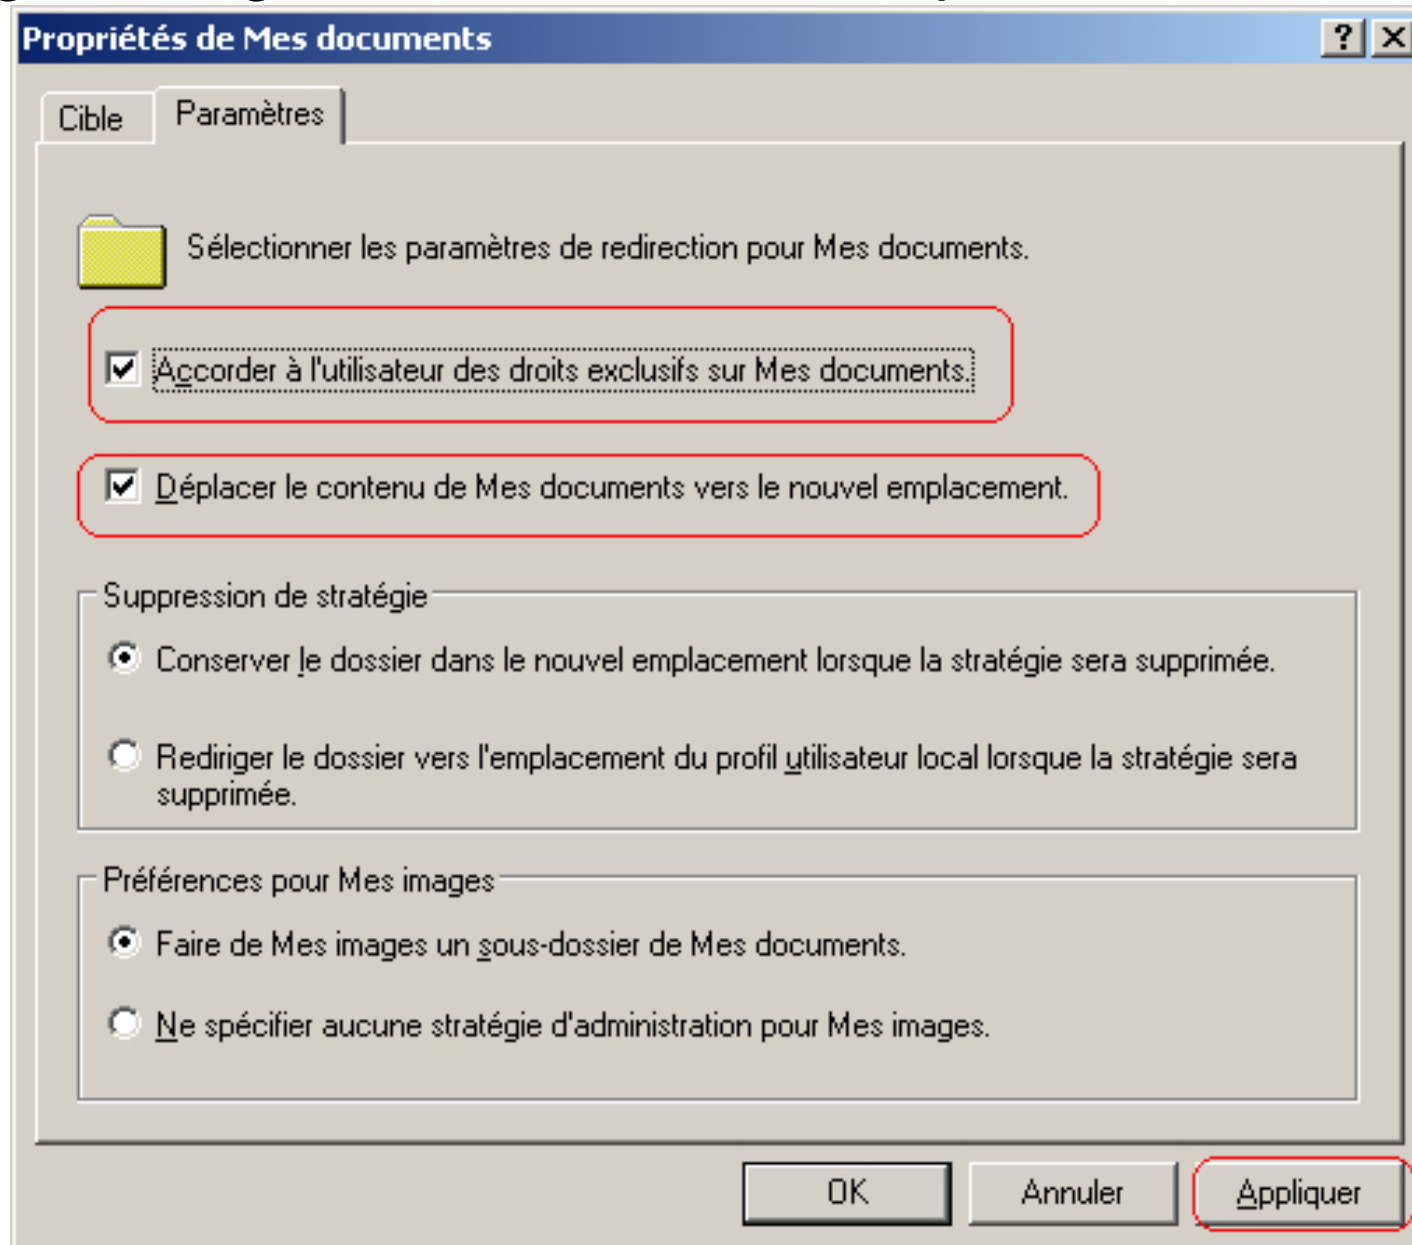 Propriétés de Mes documents
Cible
Paramètres
Sélectionner les paramètres de redirection pour Mes documents.
Accorder à l'utilisateur des droits exclusifs sur Mes documents.
Déplacer le contenu de Mes documents vers le nouvel emplacement.
Suppression de stratégie
Conserver le dossier dans le nouvel emplacement lorsque la stratégie sera supprimée.
Rediriger le dossier vers l'emplacement du profil utilisateur local lorsque la stratégie sera
supprimée.
Préférences pour Mes images
Faire de Mes images un sous-dossier de Mes documents.
Ne spécifier aucune stratégie d'administration pour Mes images.
OK
Annuler
Appliquer